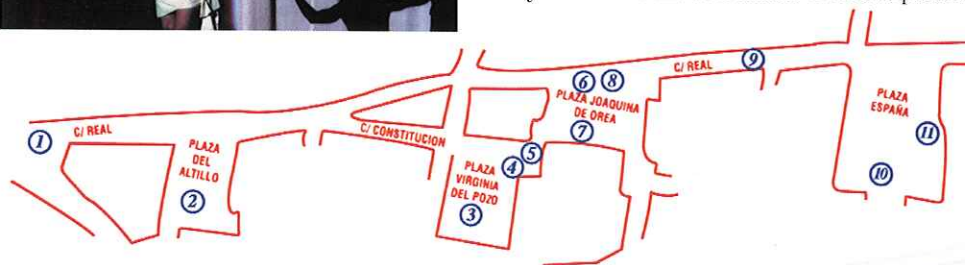 1
C/ REAL
PLAZA
DEL
ALTILLO
2
C/ CONSTITUCION
PLAZA
VIRGINIA
DEL POZO
3
4
5
6
8
PLAZA JOAQUINA
DE OREA
7
C/ REAL
9
PLAZA
ESPAÑA
11
10